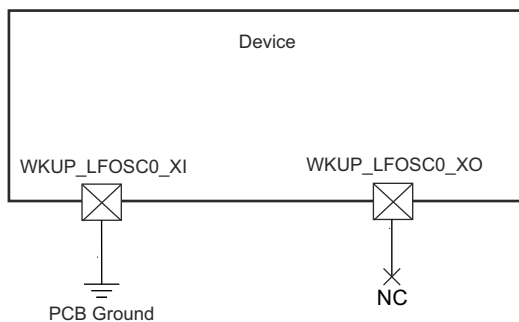 Device
WKUP_LFOSC0_XI
WKUP_LFOSC0_XO
NC
PCB Ground